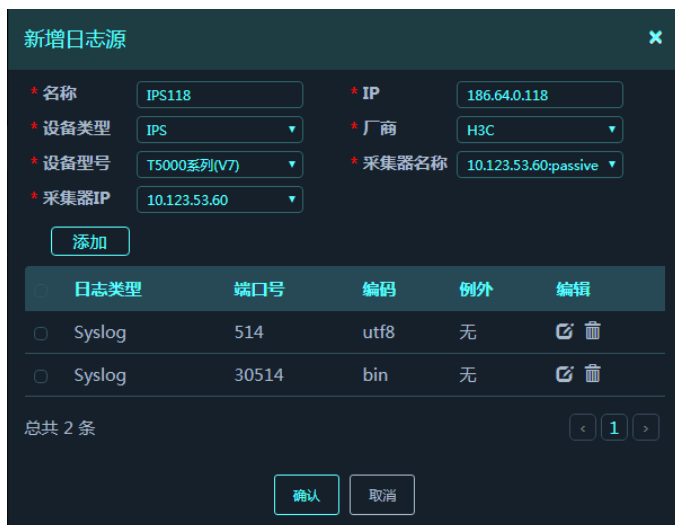 新增日志源 ×
* 名称 IPS118 * IP 186.64.0.118
* 设备类型 IPS * 厂商 H3C
* 设备型号 T5000系列(V7) * 采集器名称 10.123.53.60:passive
* 采集器IP 10.123.53.60
添加
日志类型 端口号 编码 例外 编辑
Syslog 514 utf8 无
Syslog 30514 bin 无
总共 2 条 ‹ 1 ›
确认 取消